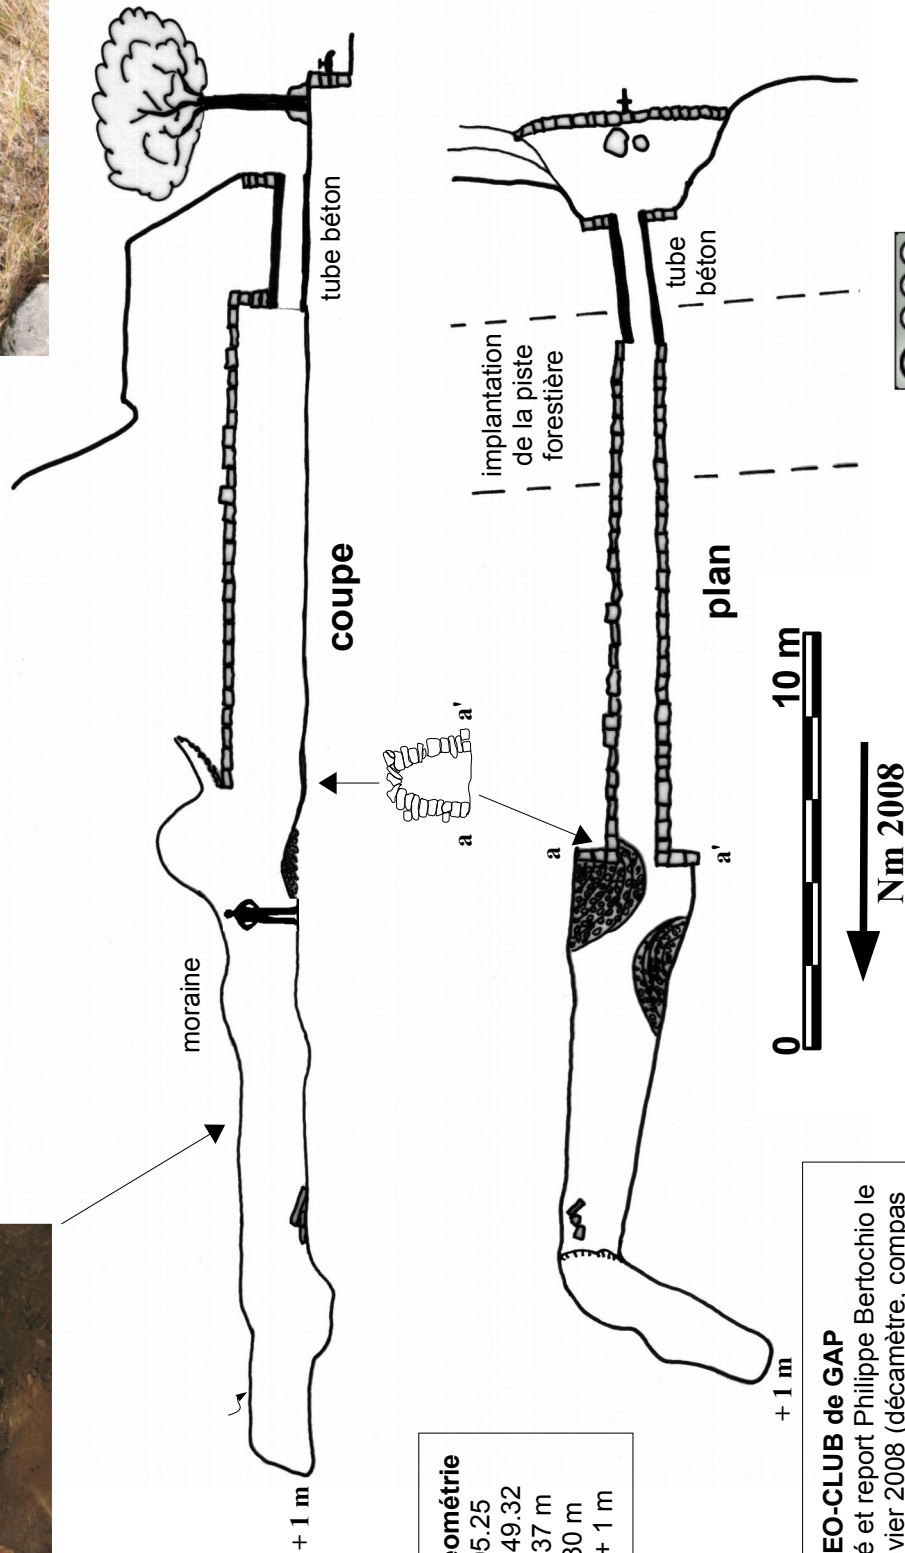 tube béton
coupe
moraine
+ 1 m
a
a'
implantation
de la piste
forestière
tube
béton
plan
a
a'
+ 1 m
0
10 m
Nm 2008
+ 1 m
EO-CLUB de GAP
é et report Philippe Bertochio le
vier 2008 (décamètre, compas
ométrie
05.25
49.32
37 m
30 m